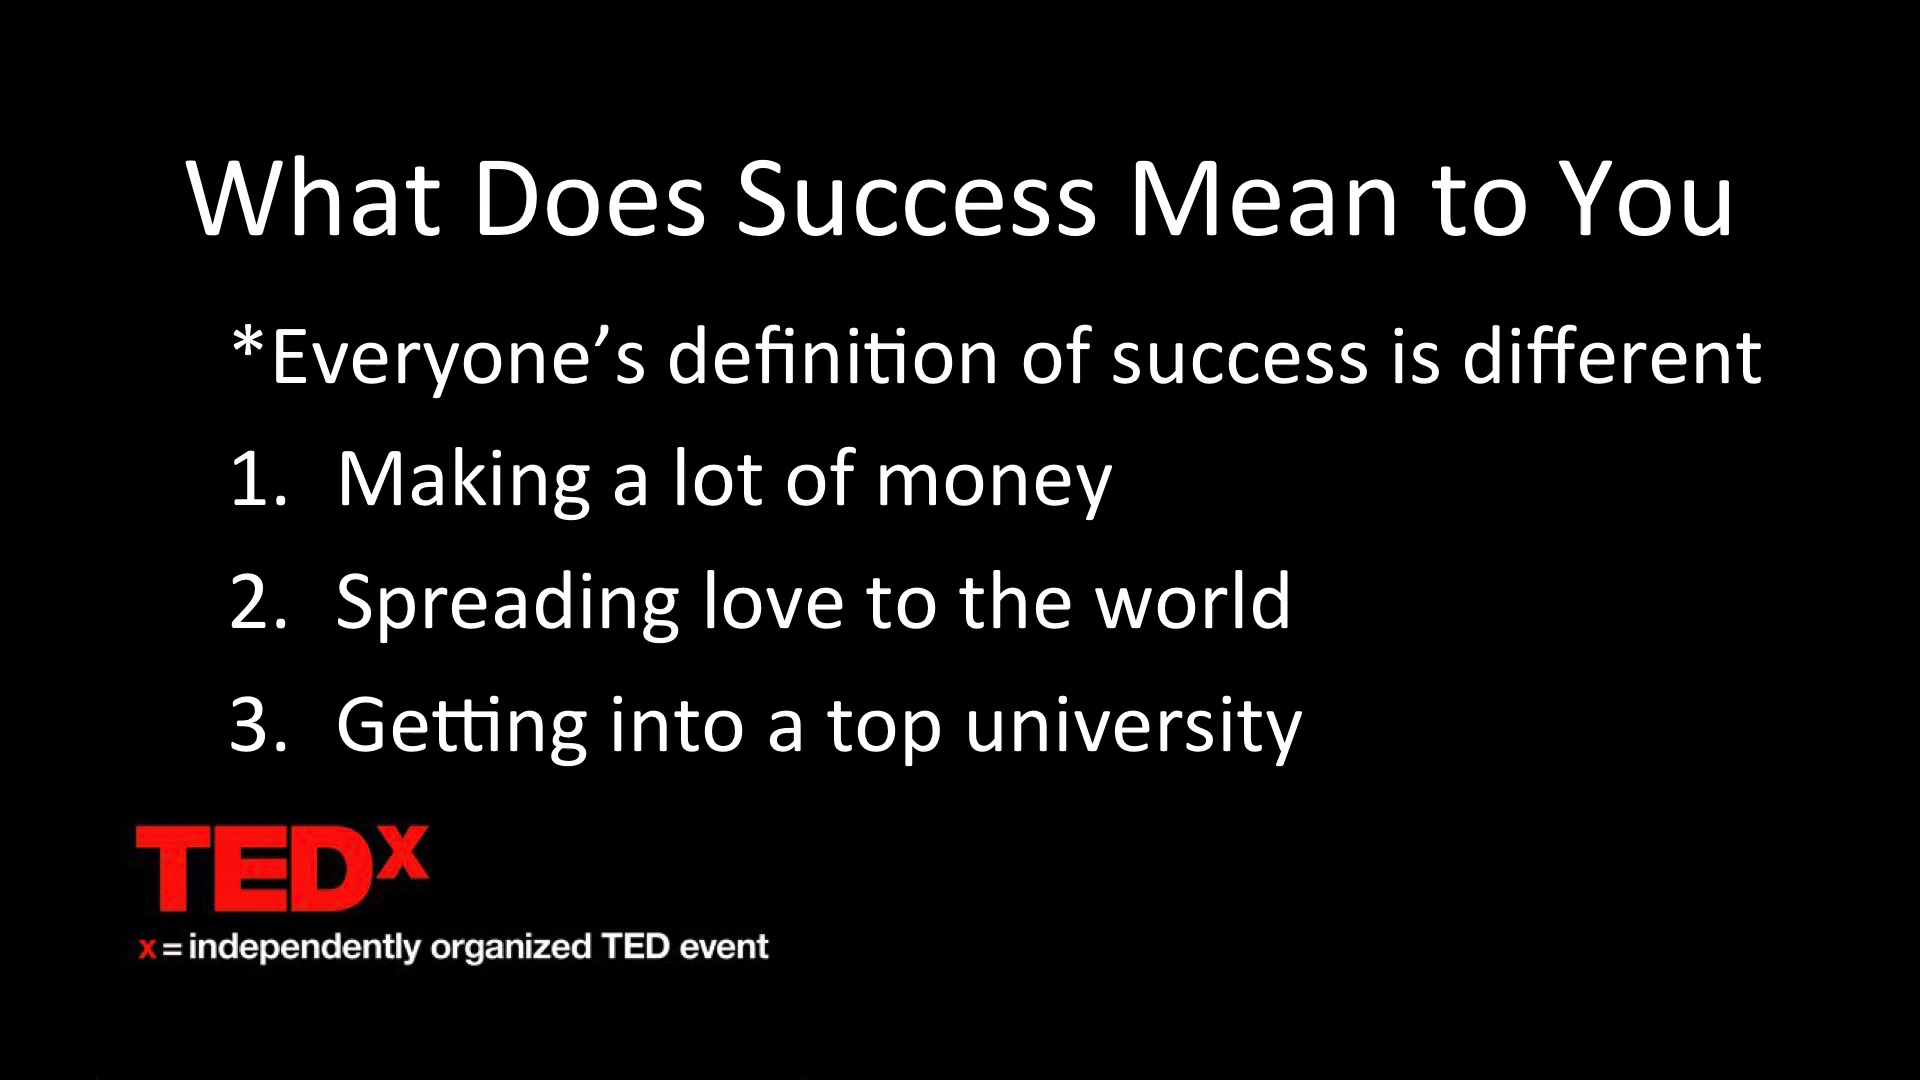 What Does Success Mean to You
*Everyone’s definition of success is different
1. Making a lot of money
2. Spreading love to the world
3. Getting into a top university
TEDx
x = independently organized TED event